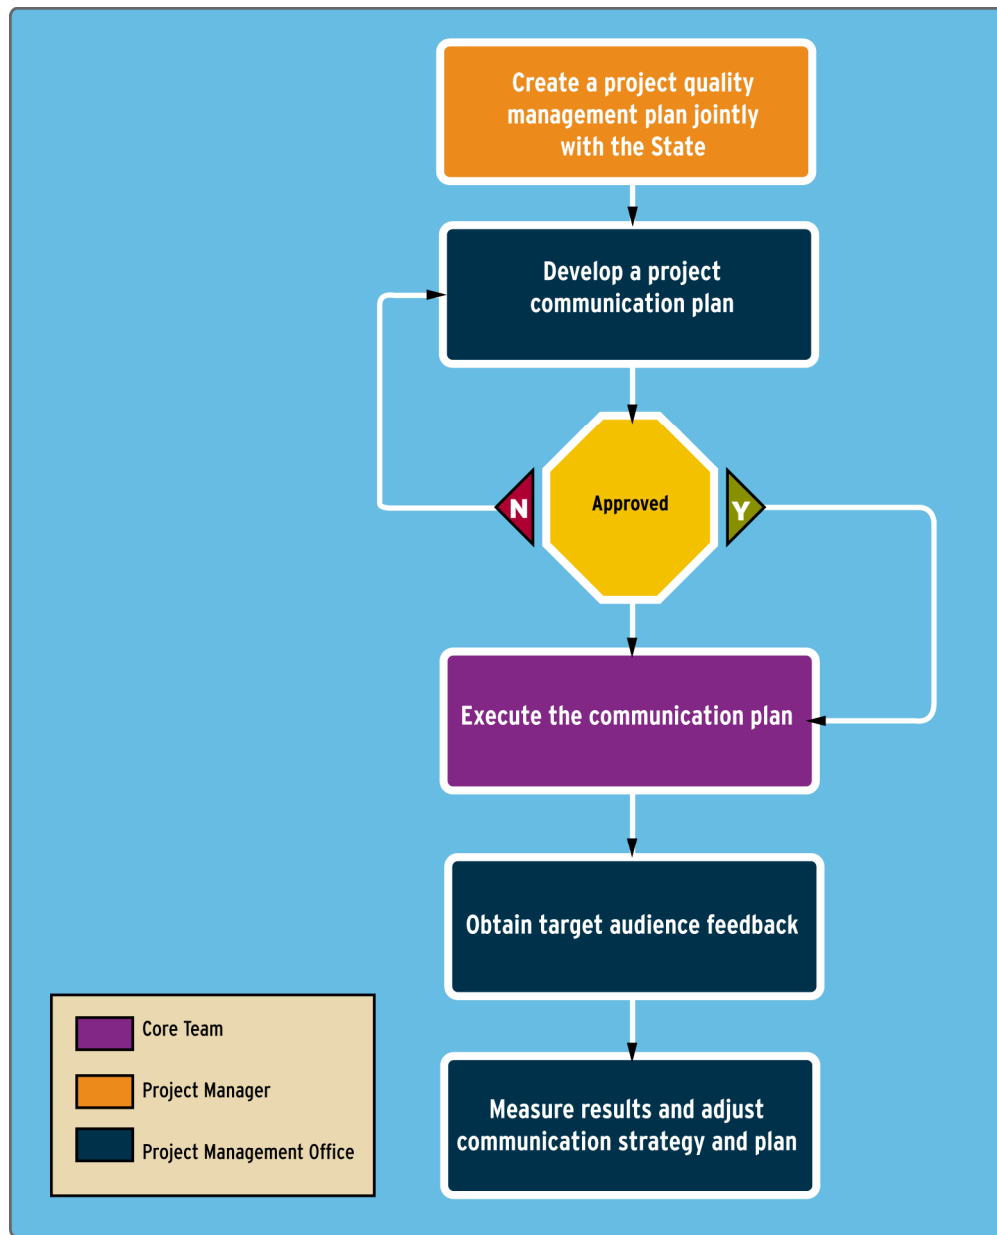 Create a project quality
management plan jointly
with the State
Develop a project
communication plan
N
Approved
Y
Execute the communication plan
Obtain target audience feedback
Measure results and adjust
communication strategy and plan
Core Team
Project Manager
Project Management Office